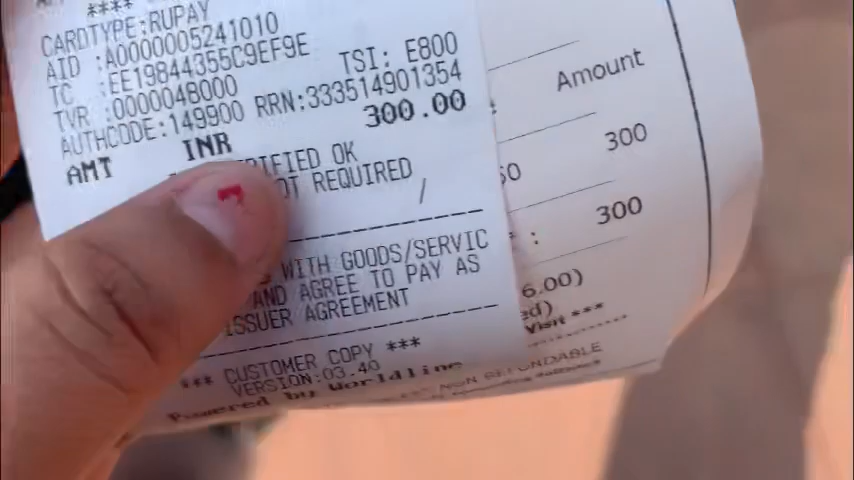 ****
CARDTYPE:RUPAY
AID :A0000005241010
TC :EE19844355C9EF9E
TVR :0000048000 TSI: E800
AUTHCODE:149900 RRN:333514901354
AMT INR 300.00
OK
REQUIRED
/
WITH GOODS/SERVIC
AND AGREE TO PAY AS
ISSUER AGREEMENT
*** CUSTOMER COPY ***
VERSION:03.40
Powered by Worldline
Amount
300
300
:
6.00)
ed)
Visit ***
NON REFUNDABLE